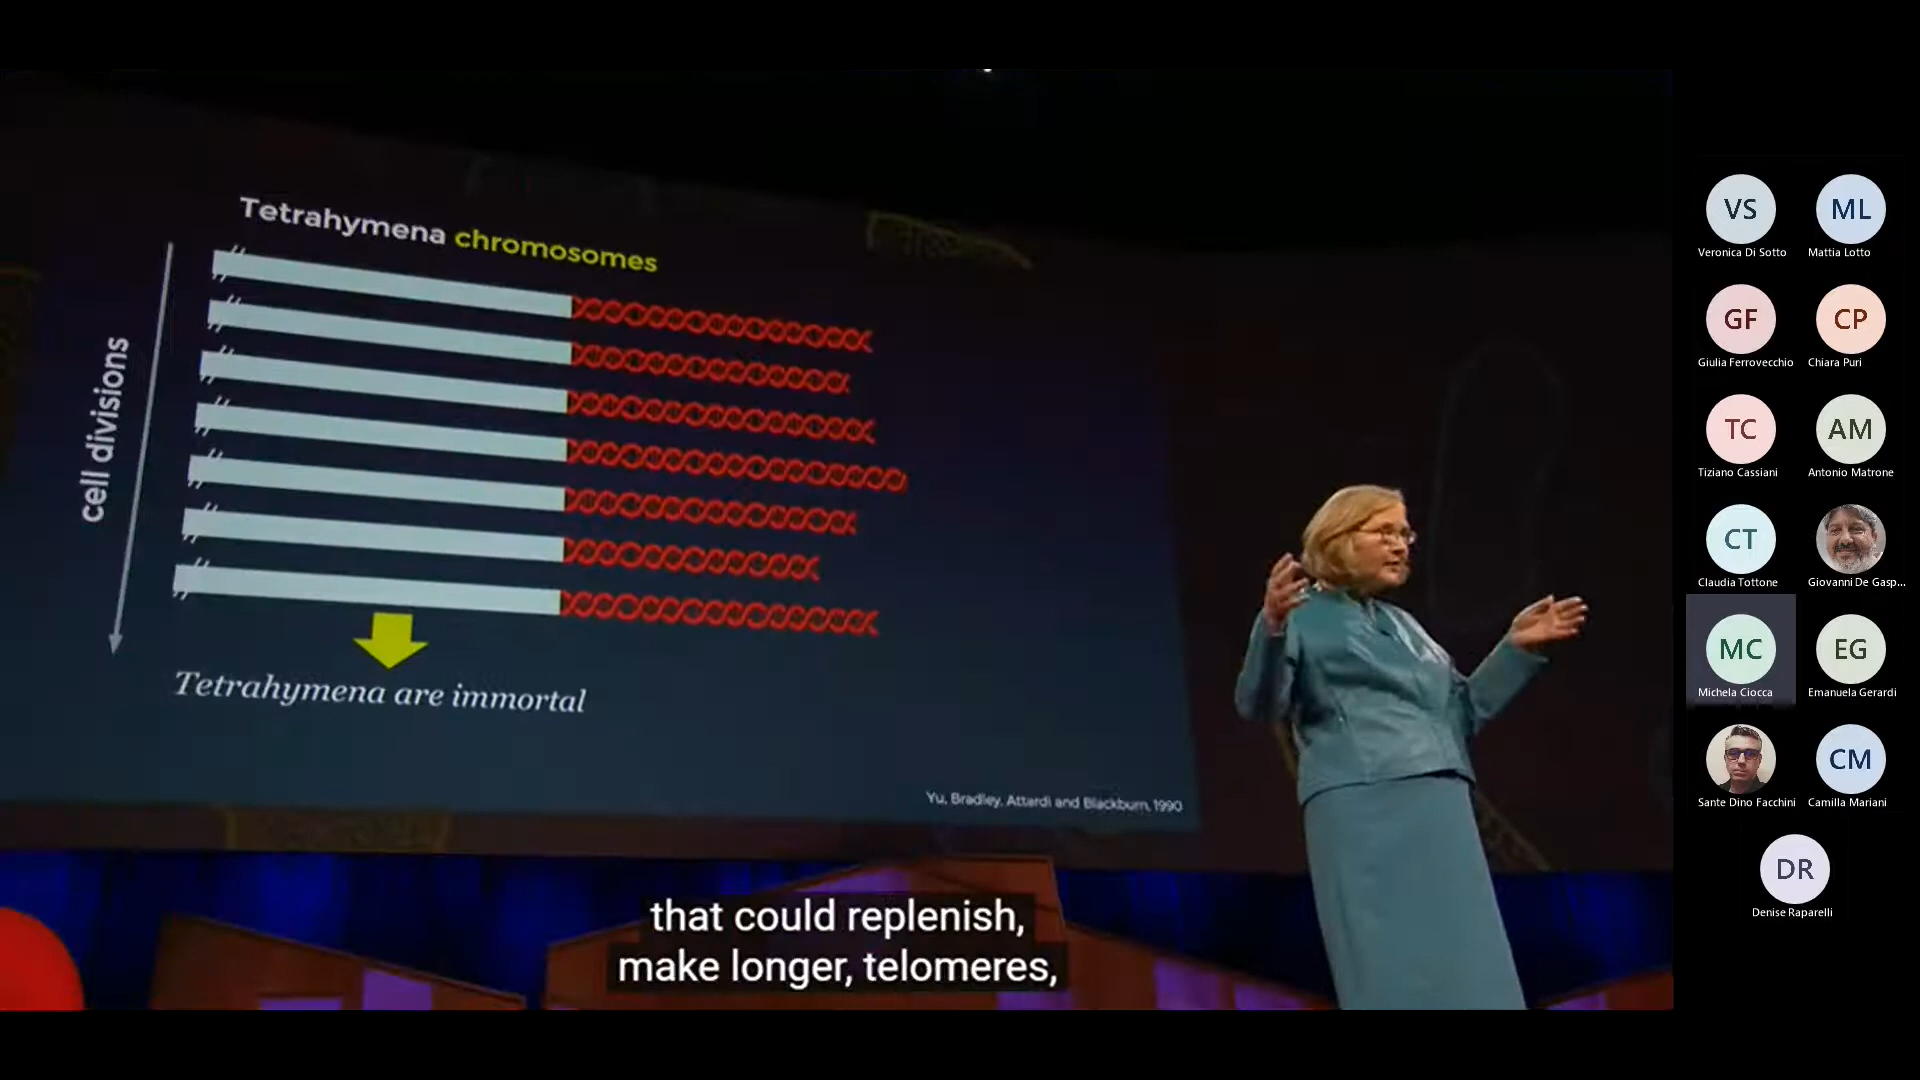 Tetrahymena chromosomes
cell divisions
Tetrahymena are immortal
Yu, Bradley, Attardi and Blackburn, 1990
that could replenish,
make longer, telomeres,
VS
Veronica Di Sotto
ML
Mattia Lotto
GF
Giulia Ferrovecchio
CP
Chiara Puri
TC
Tiziano Cassiani
AM
Antonio Matrone
CT
Claudia Tottone
Giovanni De Gasp...
MC
Michela Ciocca
EG
Emanuela Gerardi
Sante Dino Facchini
CM
Camilla Mariani
DR
Denise Raparelli